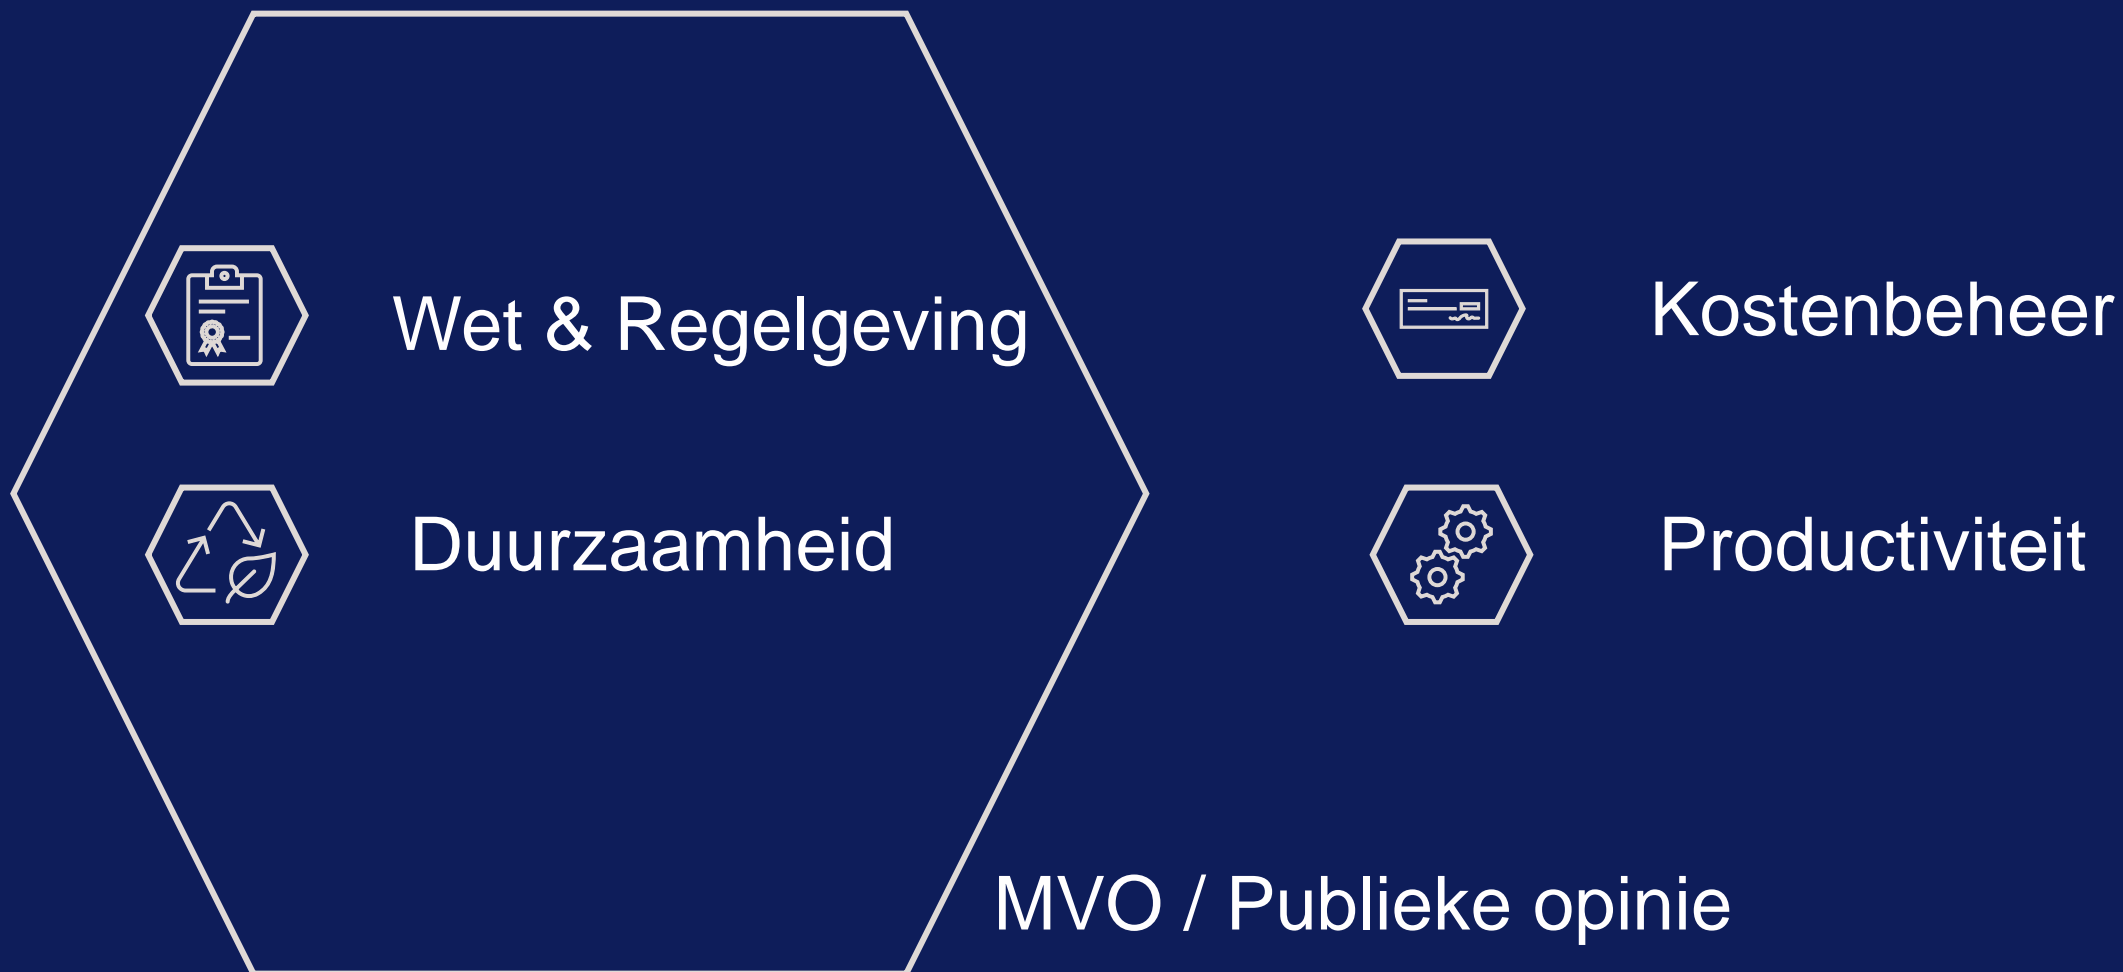 Wet & Regelgeving
Kostenbeheer
Duurzaamheid
Productiviteit
MVO / Publieke opinie